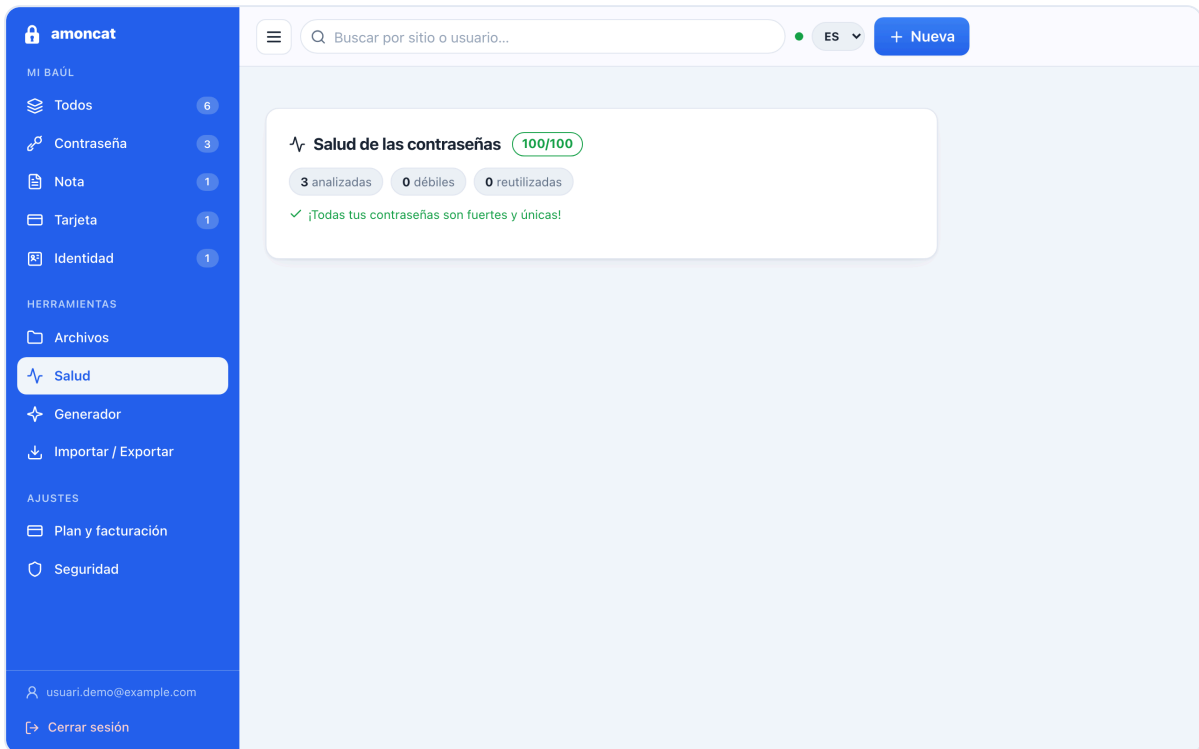 amoncat
MI BAÚL
Todos 6
Contraseña 3
Nota 1
Tarjeta 1
Identidad 1
HERRAMIENTAS
Archivos
Salud
Generador
Importar / Exportar
AJUSTES
Plan y facturación
Seguridad
usuari.demo@example.com
Cerrar sesión
Buscar por sitio o usuario...
ES
+ Nueva
Salud de las contraseñas 100/100
3 analizadas 0 débiles 0 reutilizadas
¡Todas tus contraseñas son fuertes y únicas!